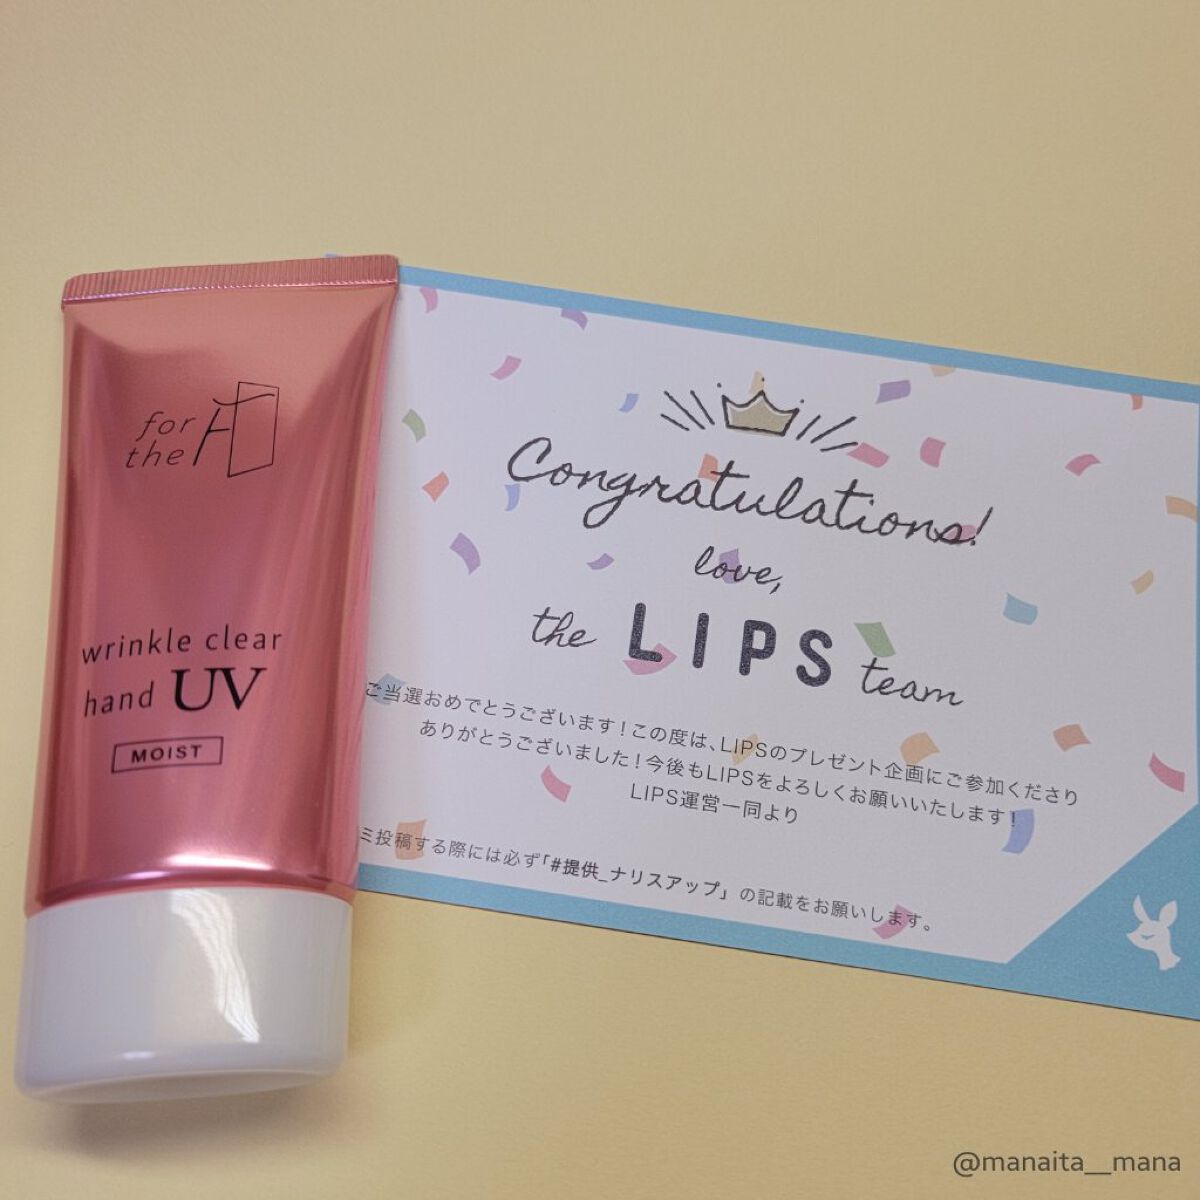 for
the F
wrinkle clear
hand UV
MOIST
Congratulations!
love,
the LIPS team
ご当選おめでとうございます！この度は、LIPSのプレゼント企画にご参加くださり
ありがとうございました！今後もLIPSをよろしくお願いいたします！
LIPS運営一同より
ミ投稿する際には必ず「#提供_ナリスアップ」の記載をお願いします。
@manaita__mana